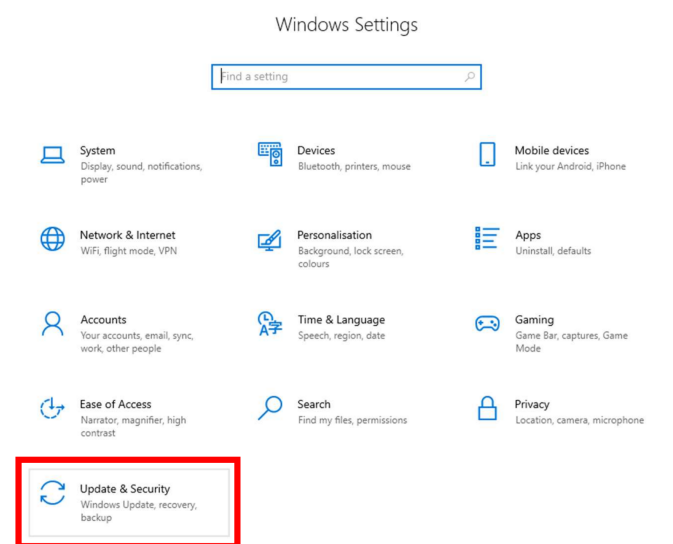 Windows Settings
Find a setting
System
Display, sound, notifications,
power
Devices
Bluetooth, printers, mouse
Mobile devices
Link your Android, iPhone
Network & Internet
WiFi, flight mode, VPN
Personalisation
Background, lock screen,
colours
Apps
Uninstall, defaults
Accounts
Your accounts, email, sync,
work, other people
Time & Language
Speech, region, date
Gaming
Game Bar, captures, Game
Mode
Ease of Access
Narrator, magnifier, high
contrast
Search
Find my files, permissions
Privacy
Location, camera, microphone
Update & Security
Windows Update, recovery,
backup